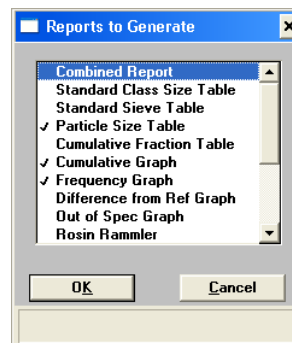 Reports to Generate
Combined Report
Standard Class Size Table
Standard Sieve Table
✓ Particle Size Table
Cumulative Fraction Table
✓ Cumulative Graph
✓ Frequency Graph
Difference from Ref Graph
Out of Spec Graph
Rosin Rammler
OK
Cancel